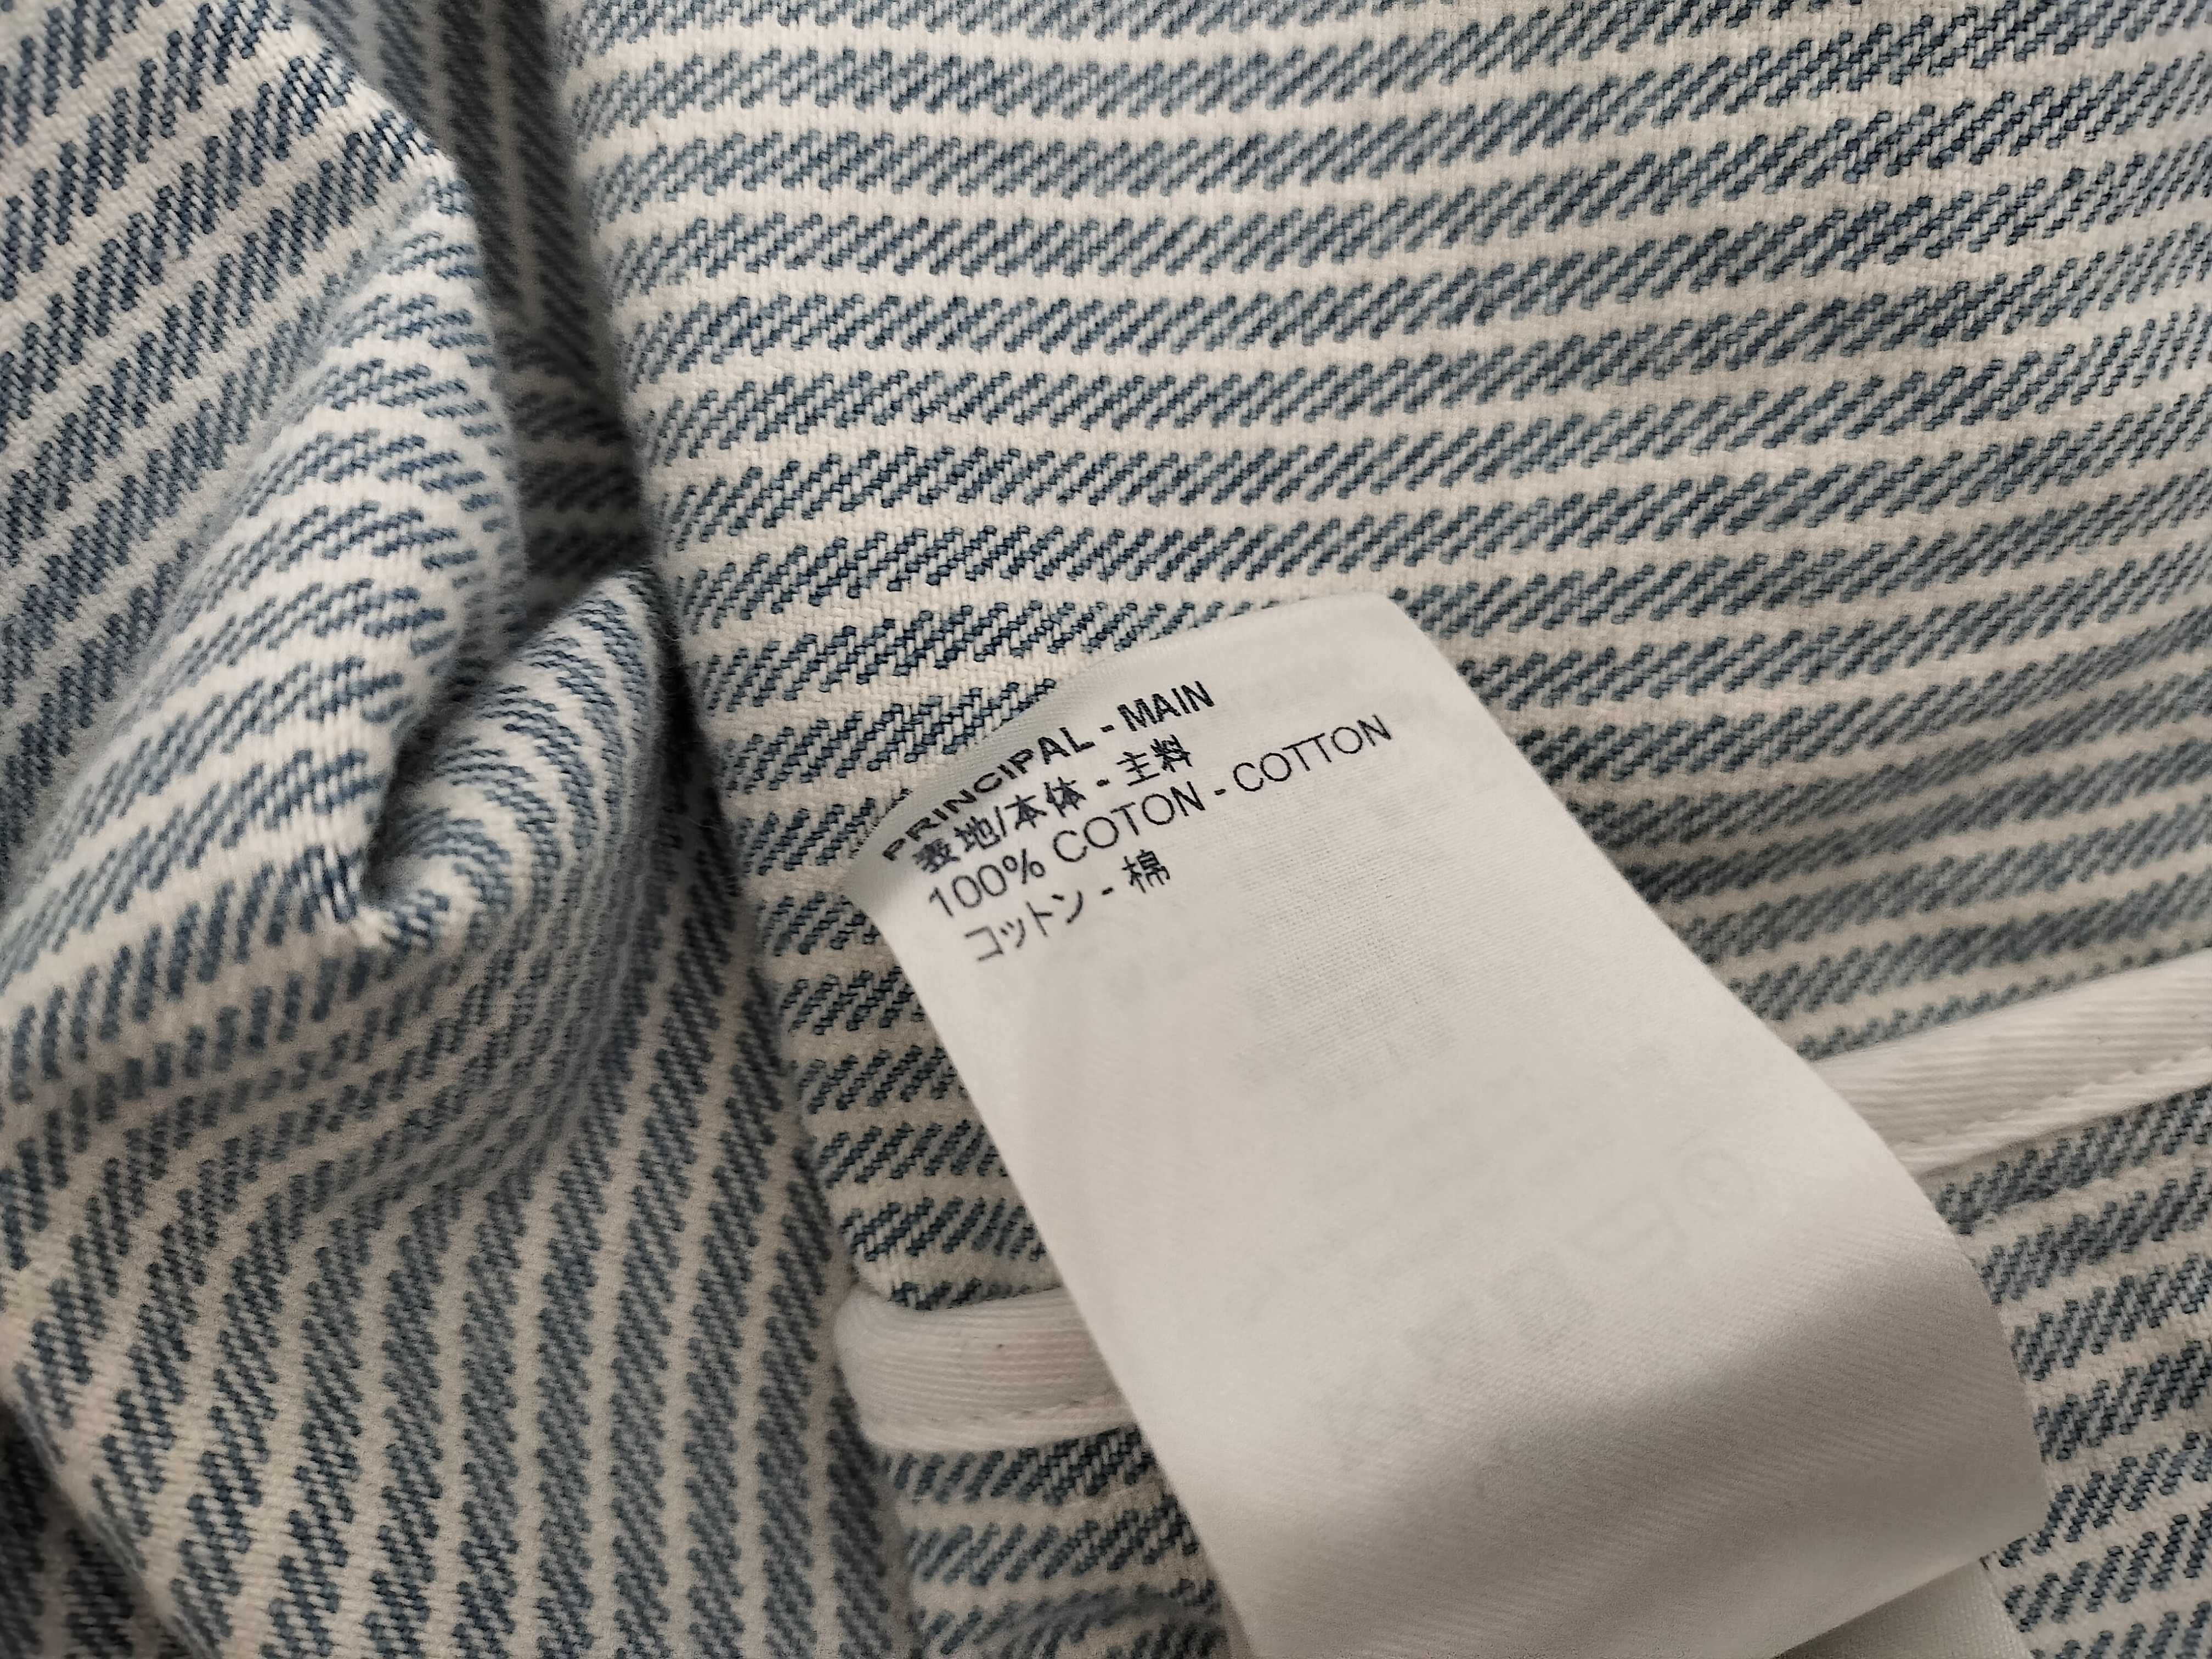 PRINCIPAL - MAIN
表地/本体 - 主料
100% COTON - COTTON
コットン - 棉